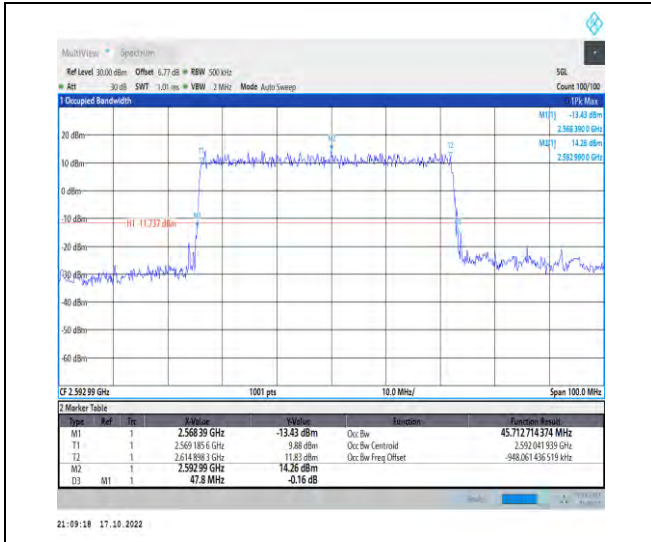 MultiView Spectrum
Ref Level 30.00 dBm Offset 6.77 dB RBW 500 kHz SGL
Att 30 dB SWT 1.01 ms VBW 2 MHz Mode Auto Sweep Count 100/100
1 Occupied Bandwidth 1Pk Max
M1[1] -13.43 dBm
2.568 390 0 GHz
M2[1] 14.26 dBm
2.592 990 0 GHz
20 dBm
T1 M2 T2
10 dBm
0 dBm
M1
-10 dBm
H1 -11.737 dBm
-20 dBm
-30 dBm
-40 dBm
-50 dBm
-60 dBm
CF 2.592 99 GHz 1001 pts 10.0 MHz/ Span 100.0 MHz
2 Marker Table
Type Ref Trc X-Value Y-Value Function Function Result
M1 1 2.568 39 GHz -13.43 dBm Occ Bw 45.712 714 374 MHz
T1 1 2.569 185 6 GHz 9.88 dBm Occ Bw Centroid 2.592 041 939 GHz
T2 1 2.614 898 3 GHz 11.83 dBm Occ Bw Freq Offset -948.061 436 519 kHz
M2 1 2.592 99 GHz 14.26 dBm
D3 M1 1 47.8 MHz -0.16 dB
21:09:18 17.10.2022